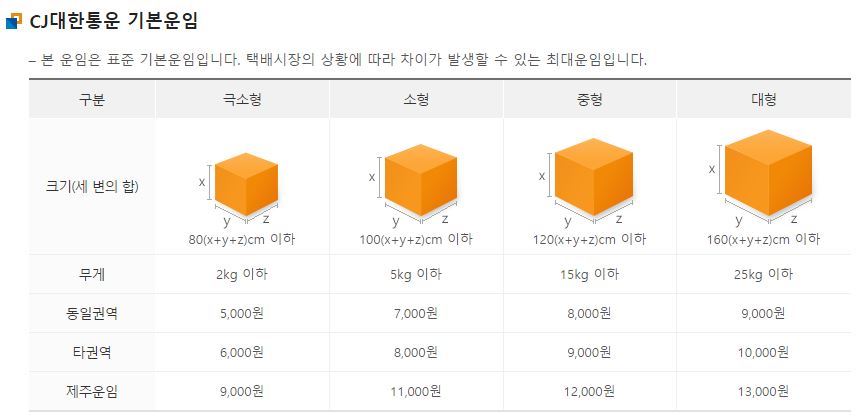 CJ대한통운 기본운임
– 본 운임은 표준 기본운임입니다. 택배시장의 상황에 따라 차이가 발생할 수 있는 최대운임입니다.
구분 극소형 소형 중형 대형
크기(세 변의 합)
x x x x
y z y z y z y z
80(x+y+z)cm 이하 100(x+y+z)cm 이하 120(x+y+z)cm 이하 160(x+y+z)cm 이하
무게 2kg 이하 5kg 이하 15kg 이하 25kg 이하
동일권역 5,000원 7,000원 8,000원 9,000원
타권역 6,000원 8,000원 9,000원 10,000원
제주운임 9,000원 11,000원 12,000원 13,000원